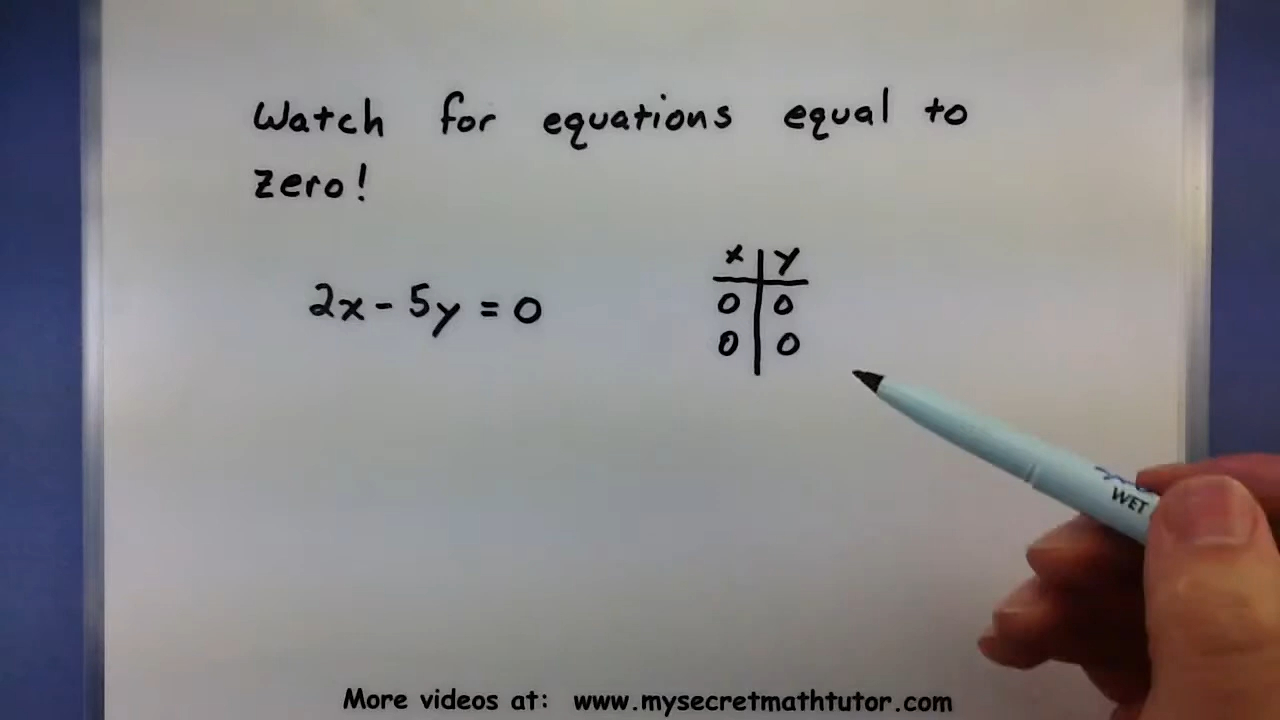 Watch for equations equal to
zero!
2x - 5y = 0
x y
0 0
0 0
WET
More videos at: www.mysecretmathtutor.com